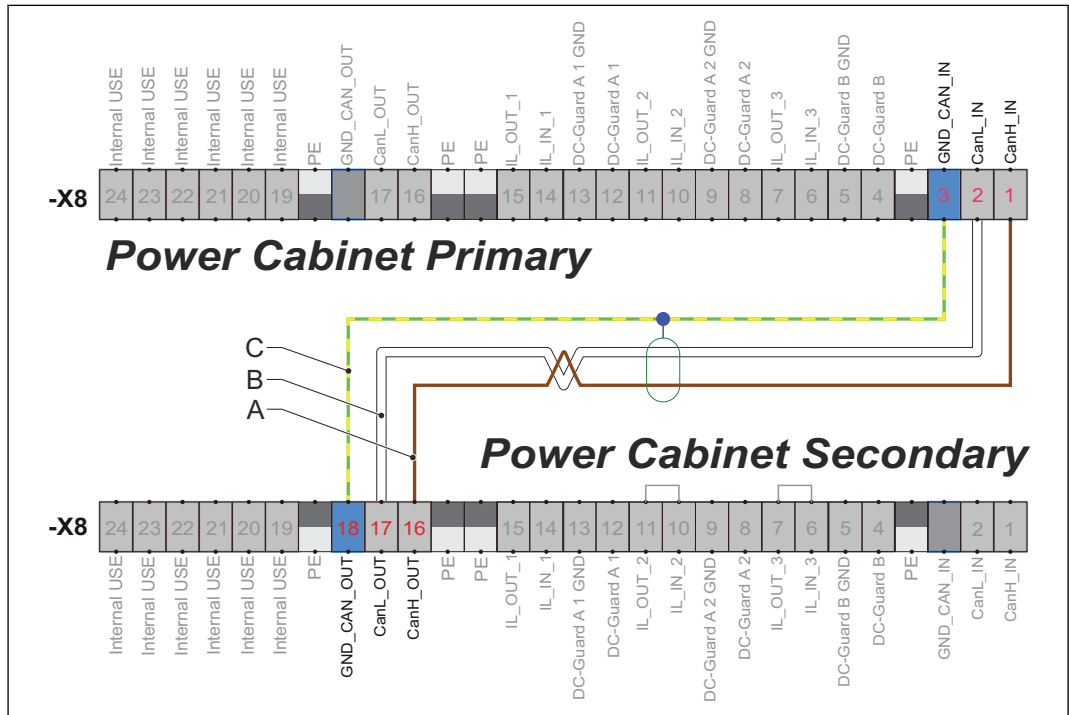 Internal USE
Internal USE
Internal USE
Internal USE
Internal USE
Internal USE
PE
GND_CAN_OUT
CanL_OUT
CanH_OUT
PE
PE
IL_OUT_1
IL_IN_1
DC-Guard A 1 GND
DC-Guard A 1
IL_OUT_2
IL_IN_2
DC-Guard A 2 GND
DC-Guard A 2
IL_OUT_3
IL_IN_3
DC-Guard B GND
DC-Guard B
PE
GND_CAN_IN
CanL_IN
CanH_IN
-X8 24 23 22 21 20 19 17 16 15 14 13 12 11 10 9 8 7 6 5 4 3 2 1
Power Cabinet Primary
C
B
A
Power Cabinet Secondary
-X8 24 23 22 21 20 19 18 17 16 15 14 13 12 11 10 9 8 7 6 5 4 2 1
Internal USE
Internal USE
Internal USE
Internal USE
Internal USE
Internal USE
PE
GND_CAN_OUT
CanL_OUT
CanH_OUT
PE
PE
IL_OUT_1
IL_IN_1
DC-Guard A 1 GND
DC-Guard A 1
IL_OUT_2
IL_IN_2
DC-Guard A 2 GND
DC-Guard A 2
IL_OUT_3
IL_IN_3
DC-Guard B GND
DC-Guard B
PE
GND_CAN_IN
CanL_IN
CanH_IN